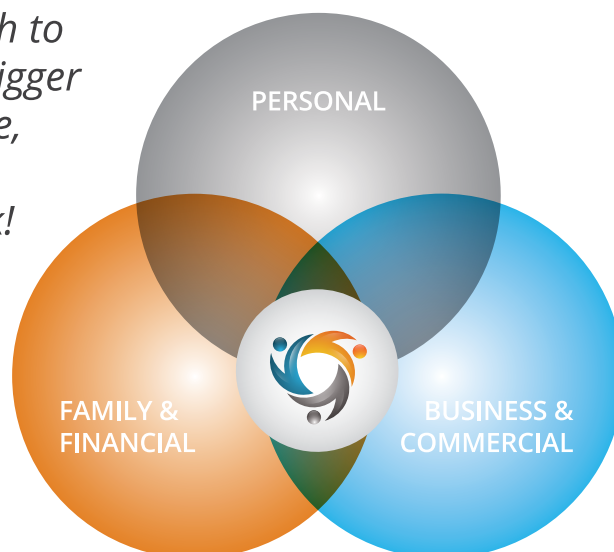 h to
igger
e,
k!
PERSONAL
FAMILY &
FINANCIAL
BUSINESS &
COMMERCIAL